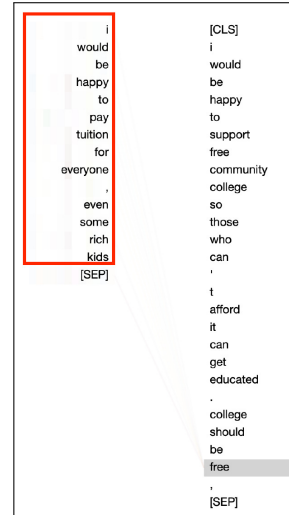 i
would
be
happy
to
pay
tuition
for
everyone
,
even
some
rich
kids
[SEP]
[CLS]
i
would
be
happy
to
support
free
community
college
so
those
who
can
'
t
afford
it
can
get
educated
.
college
should
be
free
,
[SEP]